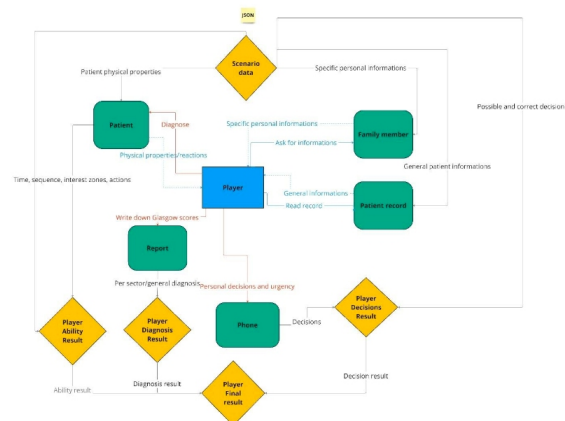 JSON
Scenario
data
Patient physical properties
Specific personal informations
Possible and correct decision
Patient
Diagnose
Specific personal informations
Family member
Ask for informations
Physical properties/reactions
General patient informations
Time, sequence, interest zones, actions
Player
General informations
Read record
Patient record
Write down Glasgow scores
Report
Per sector/general diagnosis
Personal decisions and urgency
Phone
Decisions
Player
Ability
Result
Player
Diagnosis
Result
Player
Decisions
Result
Ability result
Diagnosis result
Player
Final
result
Decision result